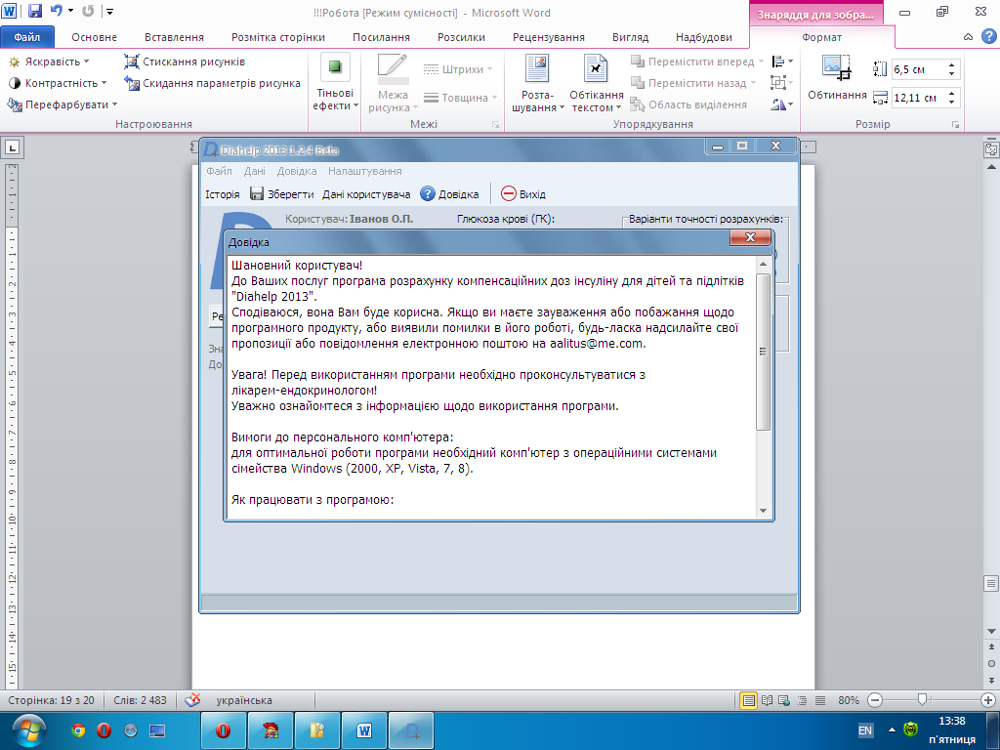 !!!Робота [Режим сумісності] - Microsoft Word
Знаряддя для зобра...
Файл Основне Вставлення Розмітка сторінки Посилання Розсилки Рецензування Вигляд Надбудови Формат
Яскравість
Контрастність
Перефарбувати
Стискання рисунків
Скидання параметрів рисунка
Настроювання
Тіньові
ефекти
Межа
рисунка
Штрихи
Товщина
Межі
Розта-
шування
Обтікання
текстом
Перемістити вперед
Перемістити назад
Область виділення
Упорядкування
Обтинання
6,5 см
12,11 см
Розмір
Diahelp 2013 1.2.4 Beta
Файл Дані Довідка Налаштування
Історія Зберегти Дані користувача Довідка Вихід
Користувач: Іванов О.П. Глюкоза крові (ГК): Варіанти точності розрахунків:
Ре
Зна
До
Довідка
Шановний користувач!
До Ваших послуг програма розрахунку компенсаційних доз інсуліну для дітей та підлітків
"Diahelp 2013".
Сподіваюся, вона Вам буде корисна. Якщо ви маєте зауваження або побажання щодо
програмного продукту, або виявили помилки в його роботі, будь-ласка надсилайте свої
пропозиції або повідомлення електронною поштою на aalitus@me.com.
Увага! Перед використанням програми необхідно проконсультуватися з
лікарем-ендокринологом!
Уважно ознайомтеся з інформацією щодо використання програми.
Вимоги до персонального комп'ютера:
для оптимальної роботи програми необхідний комп'ютер з операційними системами
сімейства Windows (2000, XP, Vista, 7, 8).
Як працювати з програмою:
Сторінка: 19 з 20 Слів: 2 483 українська 80%
EN 13:38
п'ятниця